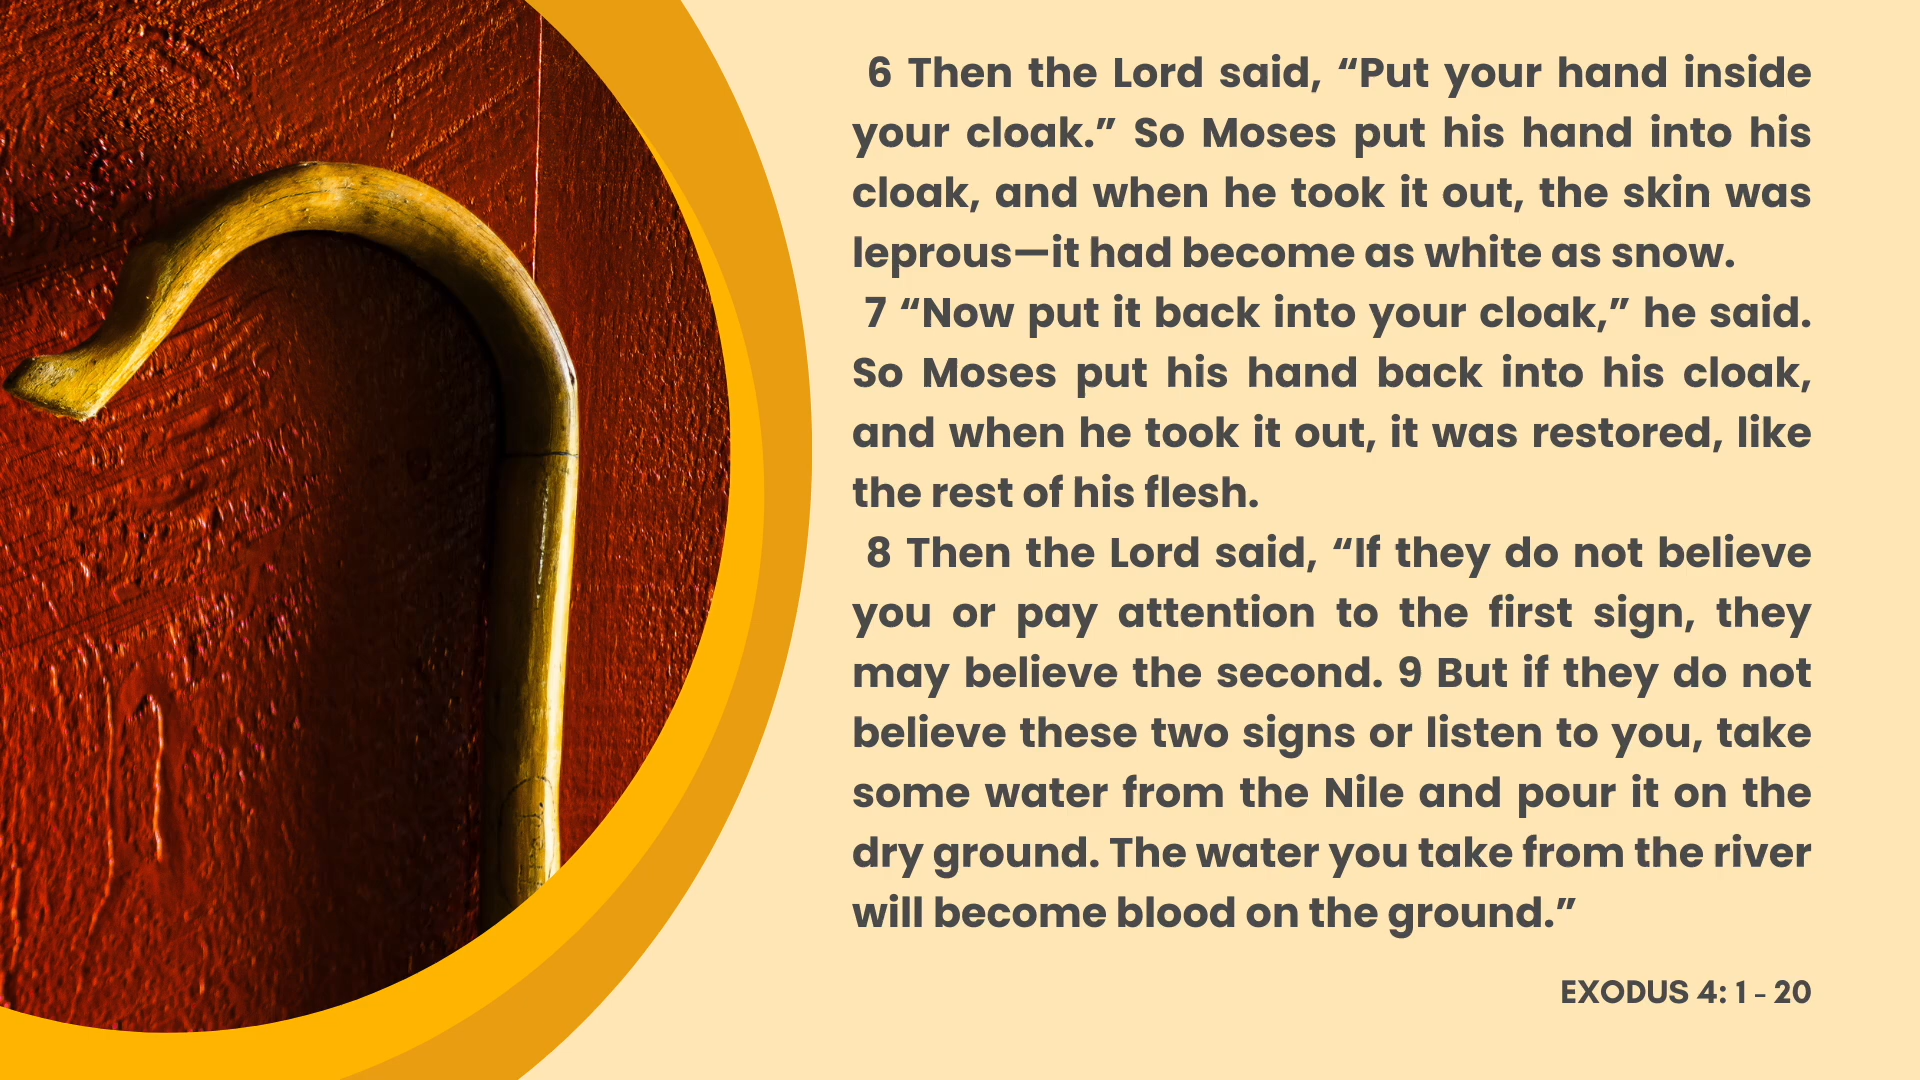 6 Then the Lord said, “Put your hand inside
your cloak.” So Moses put his hand into his
cloak, and when he took it out, the skin was
leprous—it had become as white as snow.
7 “Now put it back into your cloak,” he said.
So Moses put his hand back into his cloak,
and when he took it out, it was restored, like
the rest of his flesh.
8 Then the Lord said, “If they do not believe
you or pay attention to the first sign, they
may believe the second. 9 But if they do not
believe these two signs or listen to you, take
some water from the Nile and pour it on the
dry ground. The water you take from the river
will become blood on the ground.”
EXODUS 4: 1 - 20